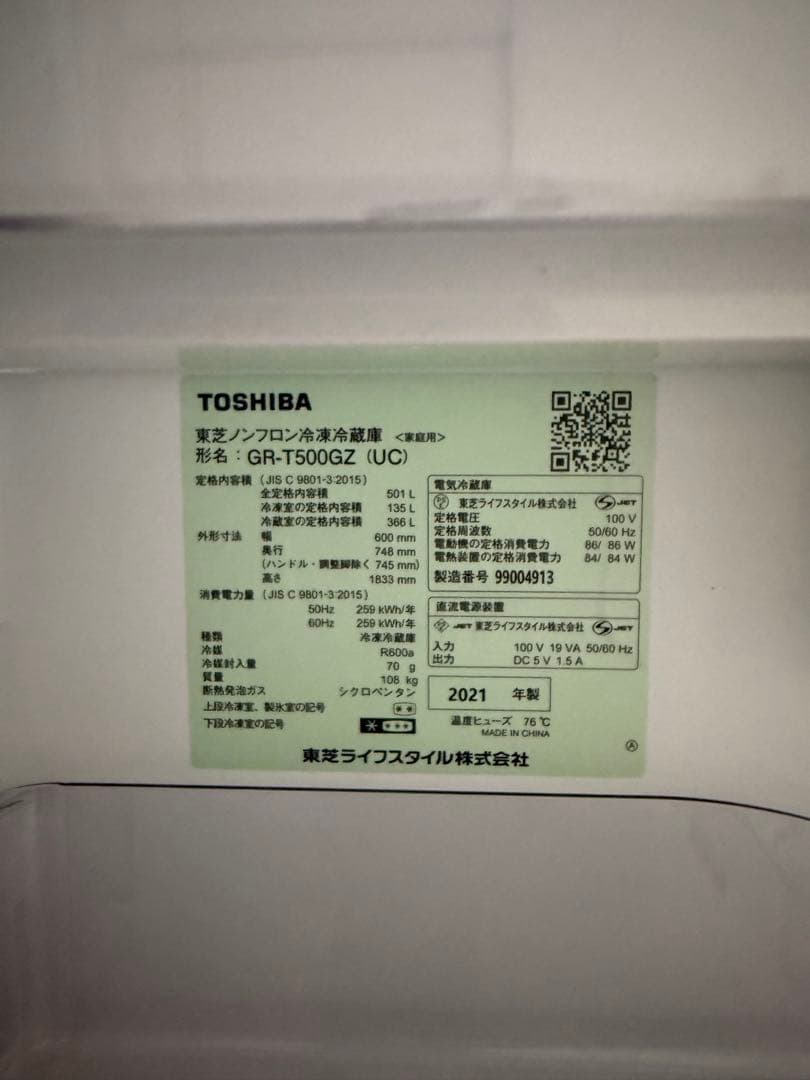 TOSHIBA
東芝ノンフロン冷凍冷蔵庫 <家庭用>
形名：GR-T500GZ (UC)
定格内容積 (JIS C 9801-3:2015)
全定格内容積 501 L
冷凍室の定格内容積 135 L
冷蔵室の定格内容積 366 L
外形寸法 幅 600 mm
奥行 748 mm
(ハンドル・調整脚除く 745 mm)
高さ 1833 mm
消費電力量 (JIS C 9801-3:2015)
50Hz 259 kWh/年
60Hz 259 kWh/年
種類 冷凍冷蔵庫
冷媒 R600a
冷媒封入量 70 g
質量 108 kg
断熱発泡ガス シクロペンタン
上段冷凍室、製氷室の記号
下段冷凍室の記号
電気冷蔵庫
東芝ライフスタイル株式会社 JET
定格電圧 100 V
定格周波数 50/60 Hz
電動機の定格消費電力 86/ 86 W
電熱装置の定格消費電力 84/ 84 W
製造番号 99004913
直流電源装置
JET 東芝ライフスタイル株式会社 JET
入力 100 V 19 VA 50/60 Hz
出力 DC 5 V 1.5 A
2021 年製
温度ヒューズ 76 ℃
MADE IN CHINA
Ⓐ
東芝ライフスタイル株式会社